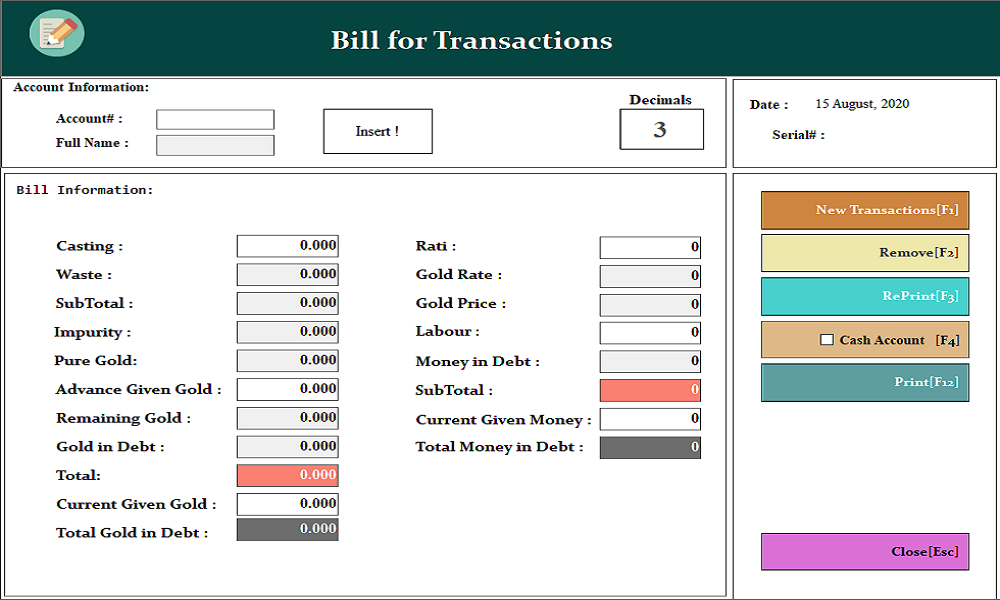 Bill for Transactions
Account Information:
Account# :
Full Name :
Insert !
Decimals
3
Date : 15 August, 2020
Serial# :
Bill Information:
Casting : 0.000
Waste : 0.000
SubTotal : 0.000
Impurity : 0.000
Pure Gold: 0.000
Advance Given Gold : 0.000
Remaining Gold : 0.000
Gold in Debt : 0.000
Total: 0.000
Current Given Gold : 0.000
Total Gold in Debt : 0.000
Rati : 0
Gold Rate : 0
Gold Price : 0
Labour : 0
Money in Debt : 0
SubTotal : 0
Current Given Money : 0
Total Money in Debt : 0
New Transactions[F1]
Remove[F2]
RePrint[F3]
Cash Account [F4]
Print[F12]
Close[Esc]